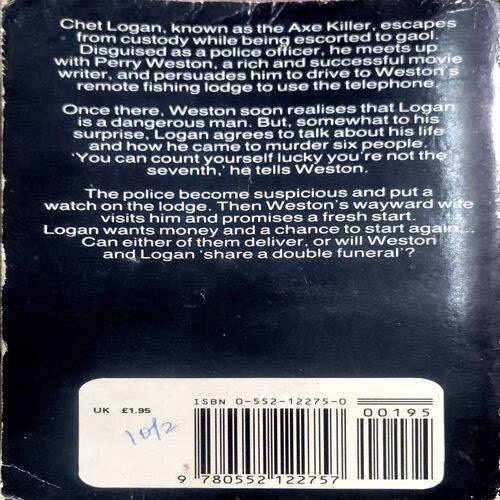 Chet Logan, known as the Axe Killer, escapes
from custody while being escorted to gaol.
Disguised as a police officer, he meets up
with Perry Weston, a rich and successful movie
writer, and persuades him to drive to Weston's
remote fishing lodge to use the telephone.
Once there, Weston soon realises that Logan
is a dangerous man. But, somewhat to his
surprise, Logan agrees to talk about his life
and how he came to murder six people.
'You can count yourself lucky you're not the
seventh,' he tells Weston.
The police become suspicious and put a
watch on the lodge. Then Weston's wayward wife
visits him and promises a fresh start.
Logan wants money and a chance to start again...
Can either of them deliver, or will Weston
and Logan 'share a double funeral'?
ISBN 0-552-12275-0
00195
UK £1.95
9 780552 122757